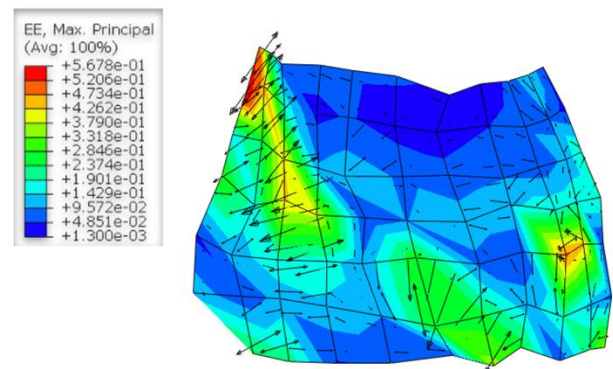 EE, Max. Principal
(Avg: 100%)
+5.678e-01
+5.206e-01
+4.734e-01
+4.262e-01
+3.790e-01
+3.318e-01
+2.846e-01
+2.374e-01
+1.901e-01
+1.429e-01
+9.572e-02
+4.851e-02
+1.300e-03